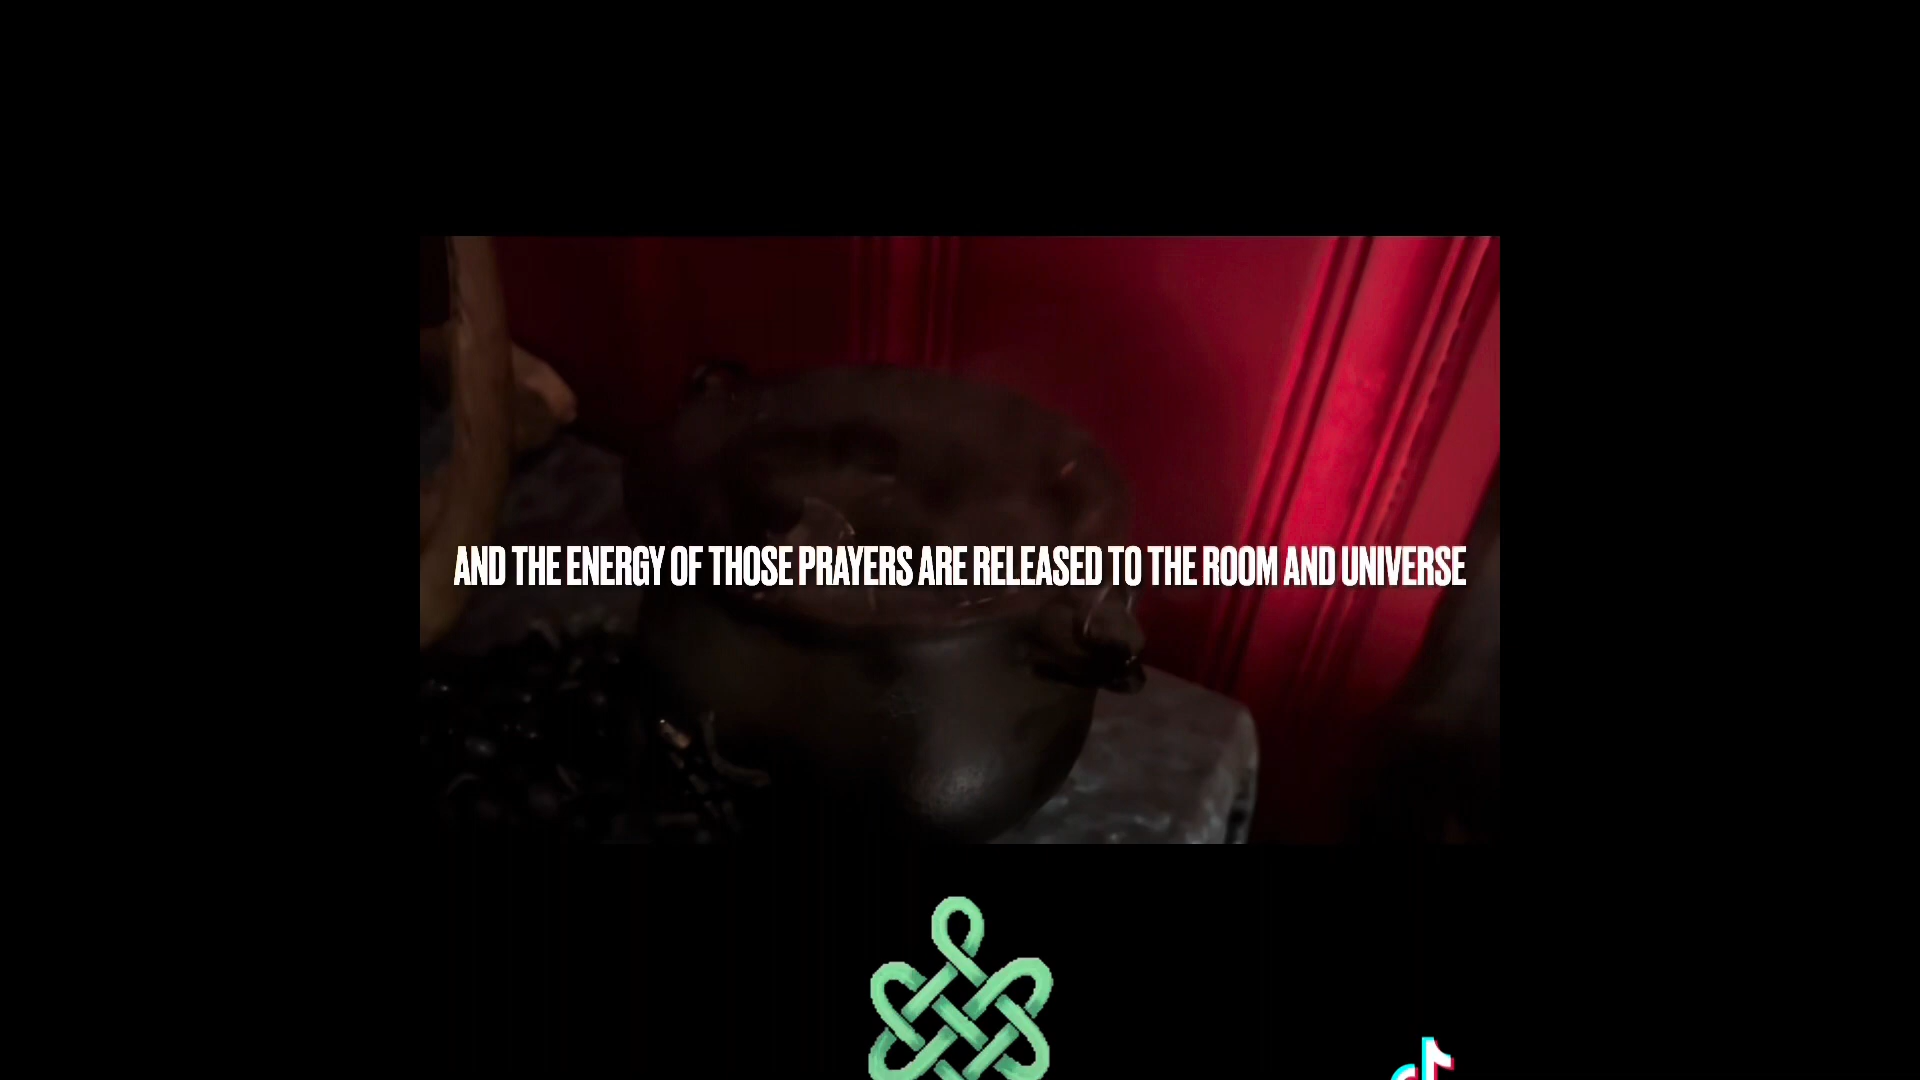 AND THE ENERGY OF THOSE PRAYERS ARE RELEASED TO THE ROOM AND UNIVERSE